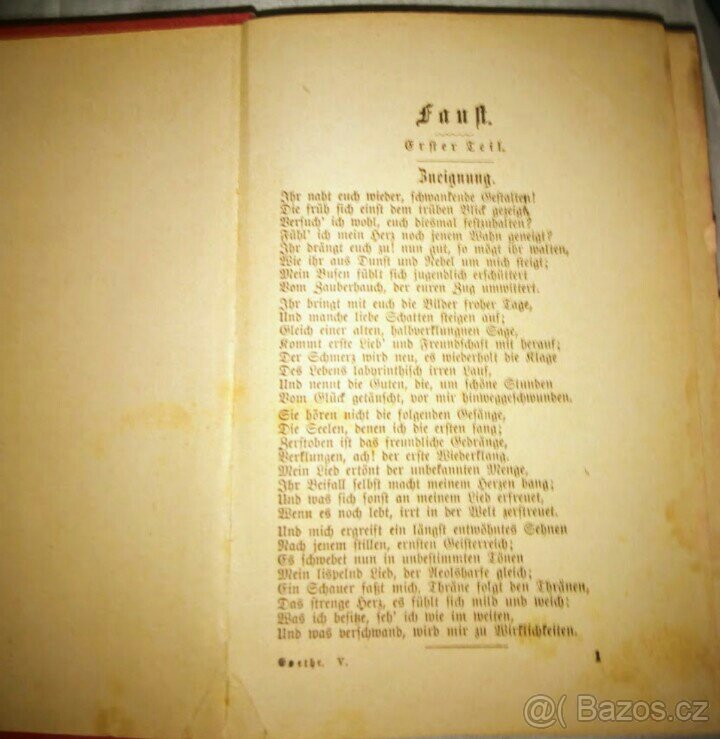 Faust.
Erster Teil.
Zueignung.
Ihr naht euch wieder, schwankende Gestalten!
Die früh sich einst dem trüben Blick gezeigt.
Versuch' ich wohl, euch diesmal festzuhalten?
Fühl' ich mein Herz noch jenem Wahn geneigt?
Ihr drängt euch zu! nun gut, so mögt ihr walten,
Wie ihr aus Dunst und Nebel um mich steigt;
Mein Busen fühlt sich jugendlich erschüttert
Vom Zauberhauch, der euren Zug umwittert.
Ihr bringt mit euch die Bilder froher Tage,
Und manche liebe Schatten steigen auf;
Gleich einer alten, halbverklungnen Sage,
Kommt erste Lieb' und Freundschaft mit herauf;
Der Schmerz wird neu, es wiederholt die Klage
Des Lebens labyrinthisch irren Lauf,
Und nennt die Guten, die, um schöne Stunden
Vom Glück getäuscht, vor mir hinweggeschwunden.
Sie hören nicht die folgenden Gesänge,
Die Seelen, denen ich die ersten sang;
Zerstoben ist das freundliche Gedränge,
Verklungen, ach! der erste Wiederklang.
Mein Lied ertönt der unbekannten Menge,
Ihr Beifall selbst macht meinem Herzen bang;
Und was sich sonst an meinem Lied erfreuet,
Wenn es noch lebt, irrt in der Welt zerstreuet.
Und mich ergreift ein längst entwöhntes Sehnen
Nach jenem stillen, ernsten Geisterreich;
Es schwebet nun in unbestimmten Tönen
Mein lispelnd Lied, der Aeolsharfe gleich;
Ein Schauer faßt mich, Thräne folgt den Thränen,
Das strenge Herz, es fühlt sich mild und weich:
Was ich besitze, seh' ich wie im weiten,
Und was verschwand, wird mir zu Wirklichkeiten.
Goethe. V. 1
@( Bazos.cz